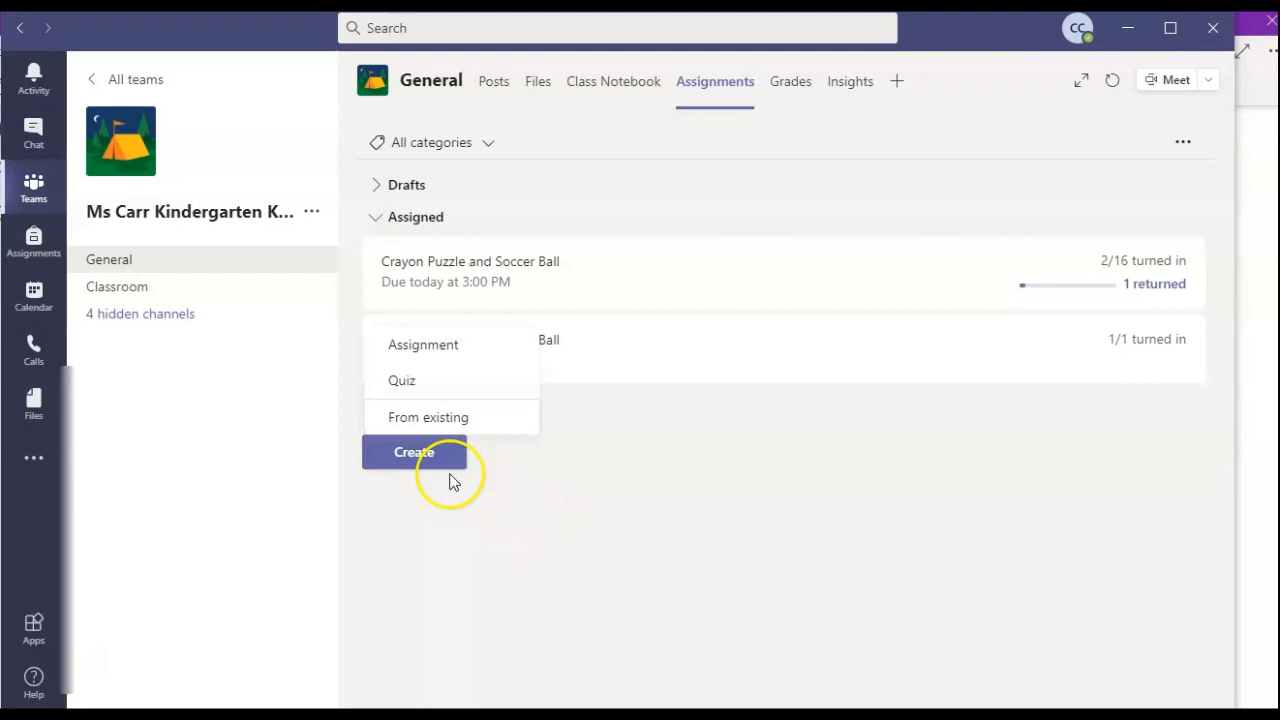 Search
CC
Activity
Chat
Teams
Assignments
Calendar
Calls
Files
Apps
Help
All teams
Ms Carr Kindergarten K...
General
Classroom
4 hidden channels
General Posts Files Class Notebook Assignments Grades Insights
Meet
All categories
Drafts
Assigned
Crayon Puzzle and Soccer Ball
Due today at 3:00 PM
2/16 turned in
1 returned
Ball
1/1 turned in
Assignment
Quiz
From existing
Create